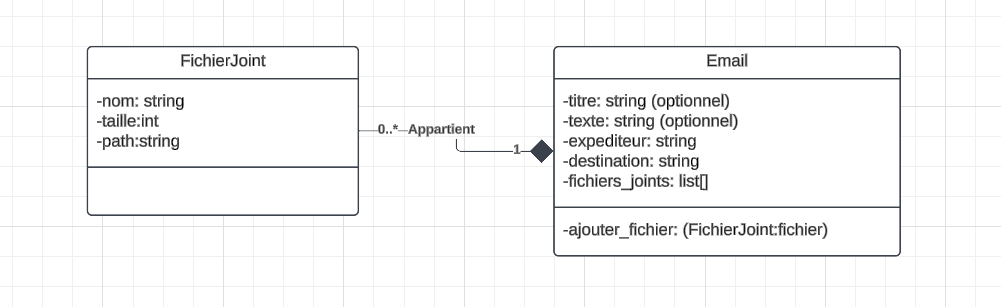 FichierJoint
-nom: string
-taille:int
-path:string
0..*
Appartient
1
Email
-titre: string (optionnel)
-texte: string (optionnel)
-expediteur: string
-destination: string
-fichiers_joints: list[]
-ajouter_fichier: (FichierJoint:fichier)